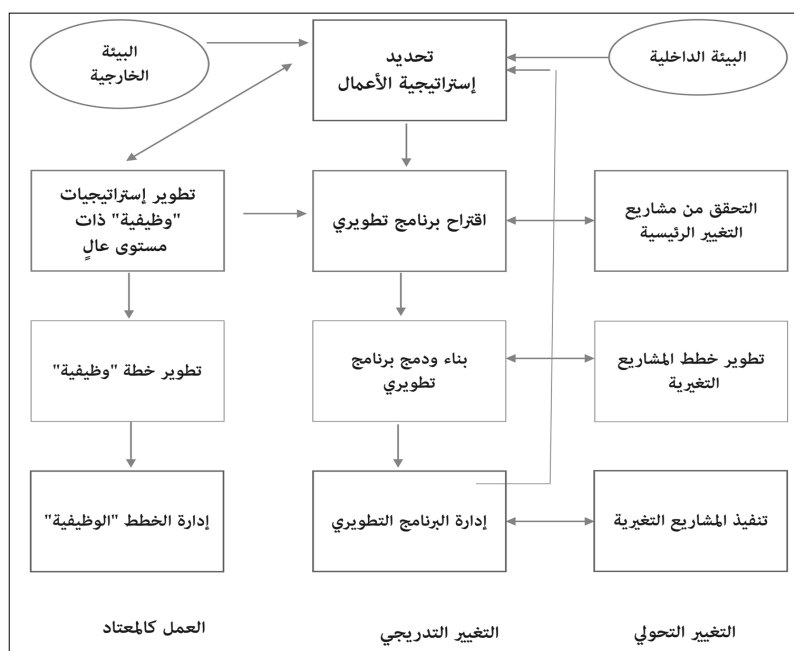 البيئة الداخلية
تحديد
إستراتيجية الأعمال
البيئة
الخارجية
التحقق من مشاريع
التغيير الرئيسية
اقتراح برنامج تطويري
تطوير إستراتيجيات
"وظيفية" ذات
مستوى عالٍ
تطوير خطط المشاريع
التغيرية
بناء ودمج برنامج
تطويري
تطوير خطة "وظيفية"
تنفيذ المشاريع التغيرية
إدارة البرنامج التطويري
إدارة الخطط "الوظيفية"
التغيير التحولي
التغيير التدريجي
العمل كالمعتاد